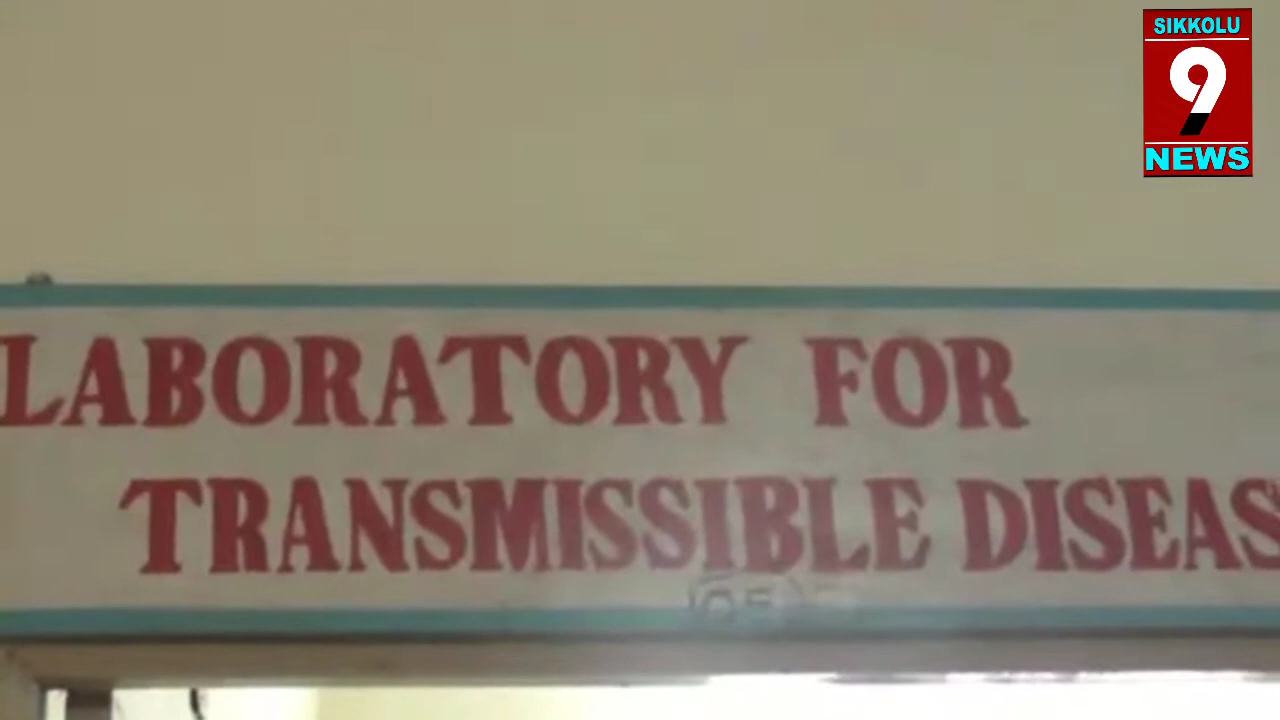 SIKKOLU
9
NEWS
LABORATORY FOR
TRANSMISSIBLE DISEAS